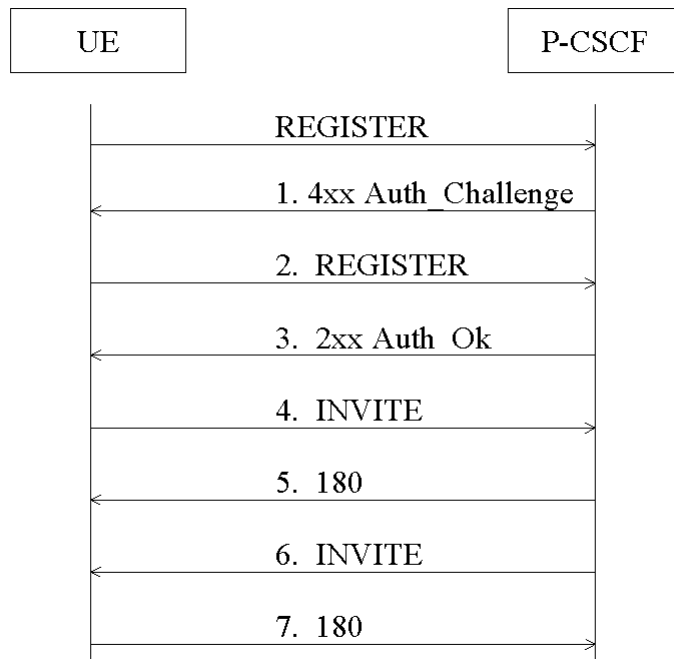 UE
P-CSCF
REGISTER
1. 4xx Auth_Challenge
2. REGISTER
3. 2xx Auth_Ok
4. INVITE
5. 180
6. INVITE
7. 180